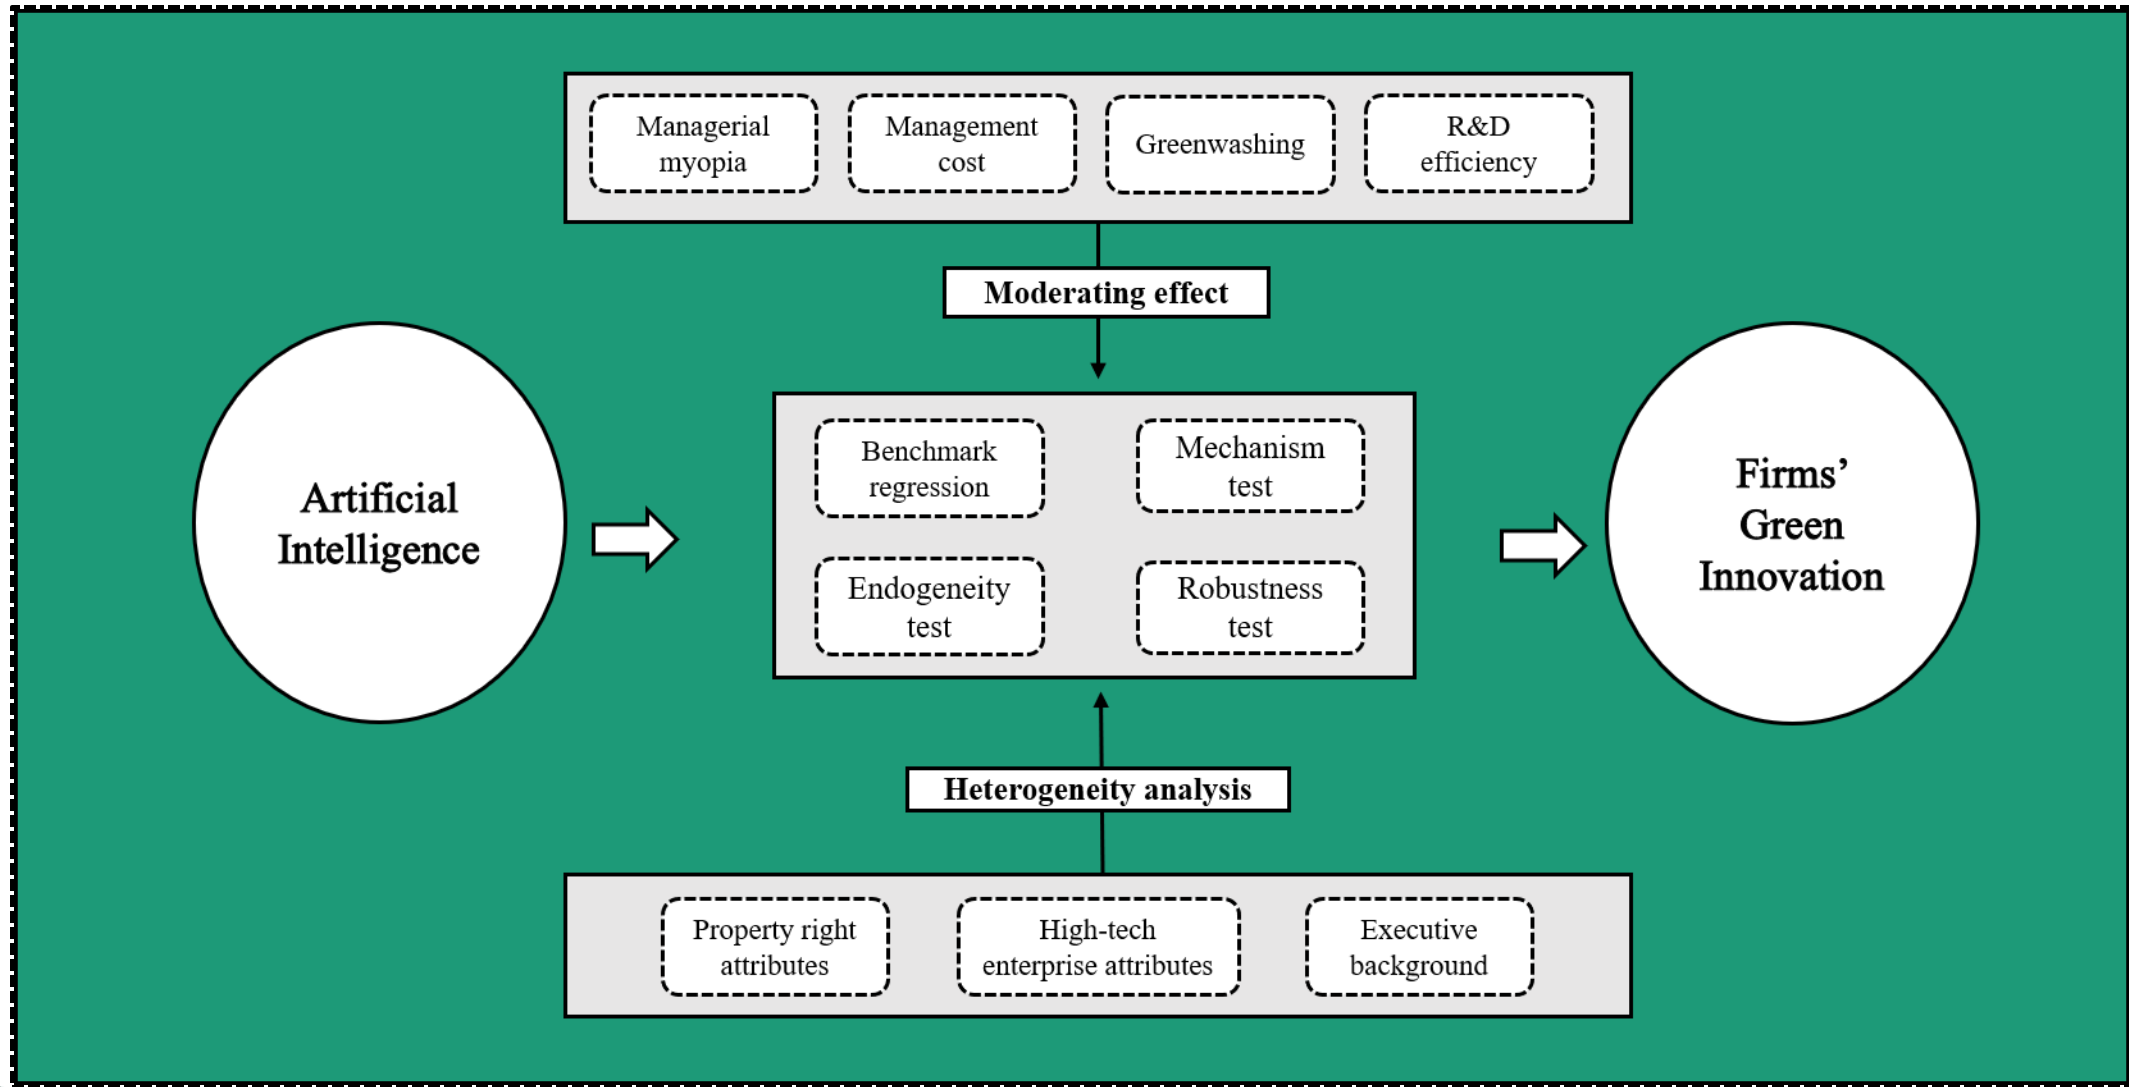 Managerial
myopia
Management
cost
Greenwashing
R&D
efficiency
Moderating effect
Artificial
Intelligence
Benchmark
regression
Mechanism
test
Endogeneity
test
Robustness
test
Firms’
Green
Innovation
Heterogeneity analysis
Property right
attributes
High-tech
enterprise attributes
Executive
background